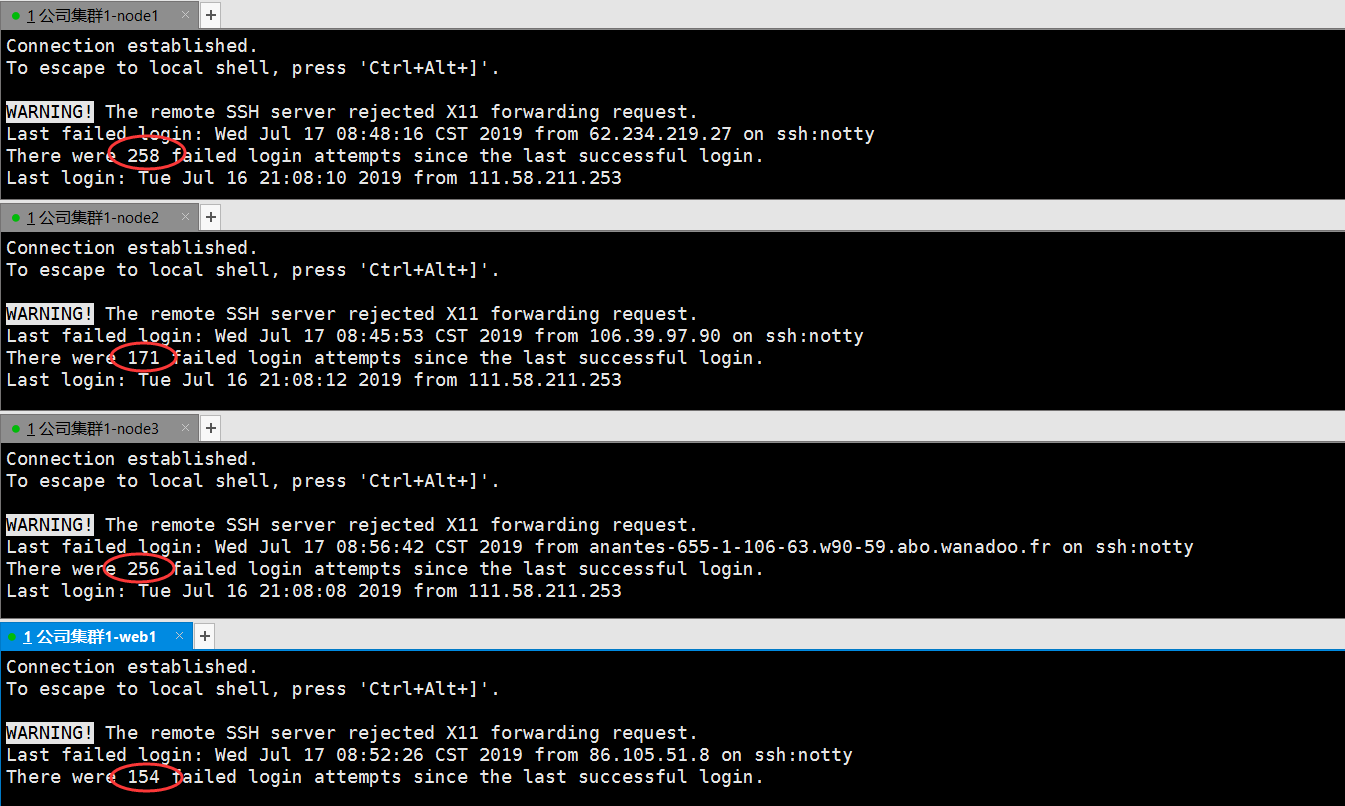 1 公司集群1-node1 × +
Connection established.
To escape to local shell, press 'Ctrl+Alt+]'.
WARNING! The remote SSH server rejected X11 forwarding request.
Last failed login: Wed Jul 17 08:48:16 CST 2019 from 62.234.219.27 on ssh:notty
There were 258 failed login attempts since the last successful login.
Last login: Tue Jul 16 21:08:10 2019 from 111.58.211.253
1 公司集群1-node2 × +
Connection established.
To escape to local shell, press 'Ctrl+Alt+]'.
WARNING! The remote SSH server rejected X11 forwarding request.
Last failed login: Wed Jul 17 08:45:53 CST 2019 from 106.39.97.90 on ssh:notty
There were 171 failed login attempts since the last successful login.
Last login: Tue Jul 16 21:08:12 2019 from 111.58.211.253
1 公司集群1-node3 × +
Connection established.
To escape to local shell, press 'Ctrl+Alt+]'.
WARNING! The remote SSH server rejected X11 forwarding request.
Last failed login: Wed Jul 17 08:56:42 CST 2019 from anantes-655-1-106-63.w90-59.abo.wanadoo.fr on ssh:notty
There were 256 failed login attempts since the last successful login.
Last login: Tue Jul 16 21:08:08 2019 from 111.58.211.253
1 公司集群1-web1 × +
Connection established.
To escape to local shell, press 'Ctrl+Alt+]'.
WARNING! The remote SSH server rejected X11 forwarding request.
Last failed login: Wed Jul 17 08:52:26 CST 2019 from 86.105.51.8 on ssh:notty
There were 154 failed login attempts since the last successful login.